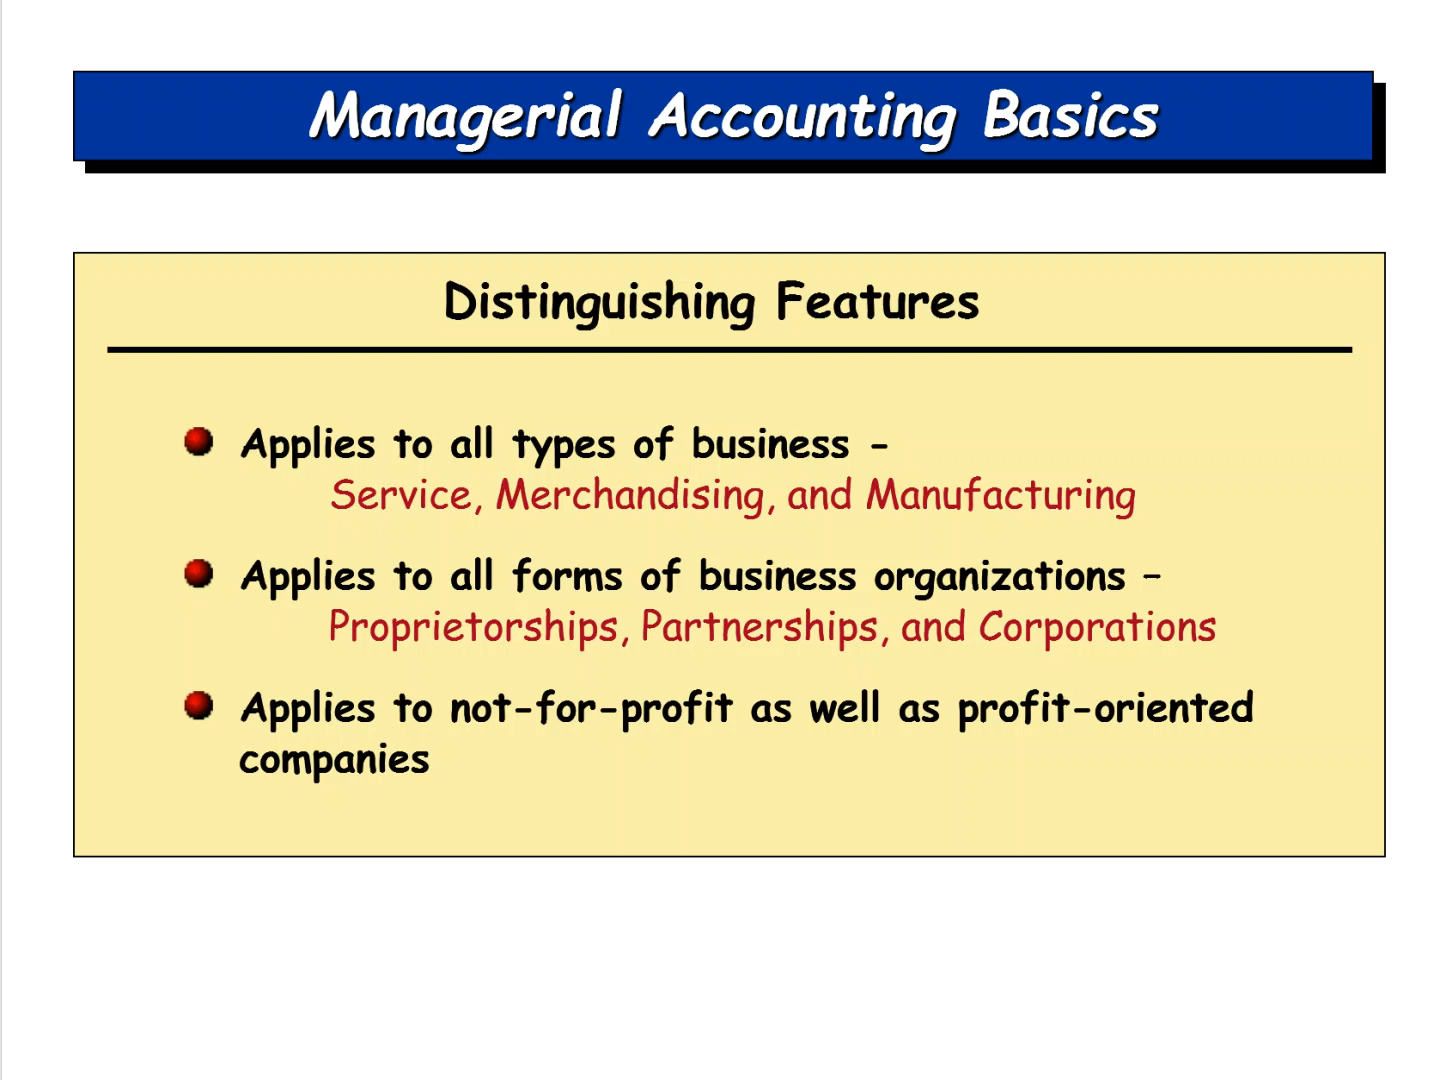 Managerial Accounting Basics
Distinguishing Features
Applies to all types of business -
Service, Merchandising, and Manufacturing
Applies to all forms of business organizations –
Proprietorships, Partnerships, and Corporations
Applies to not-for-profit as well as profit-oriented
companies